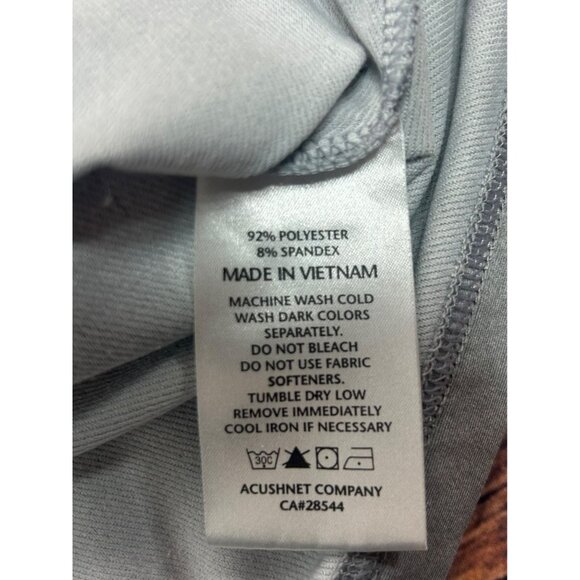 92% POLYESTER
8% SPANDEX
MADE IN VIETNAM
MACHINE WASH COLD
WASH DARK COLORS
SEPARATELY.
DO NOT BLEACH
DO NOT USE FABRIC
SOFTENERS.
TUMBLE DRY LOW
REMOVE IMMEDIATELY
COOL IRON IF NECESSARY
30C
ACUSHNET COMPANY
CA#28544